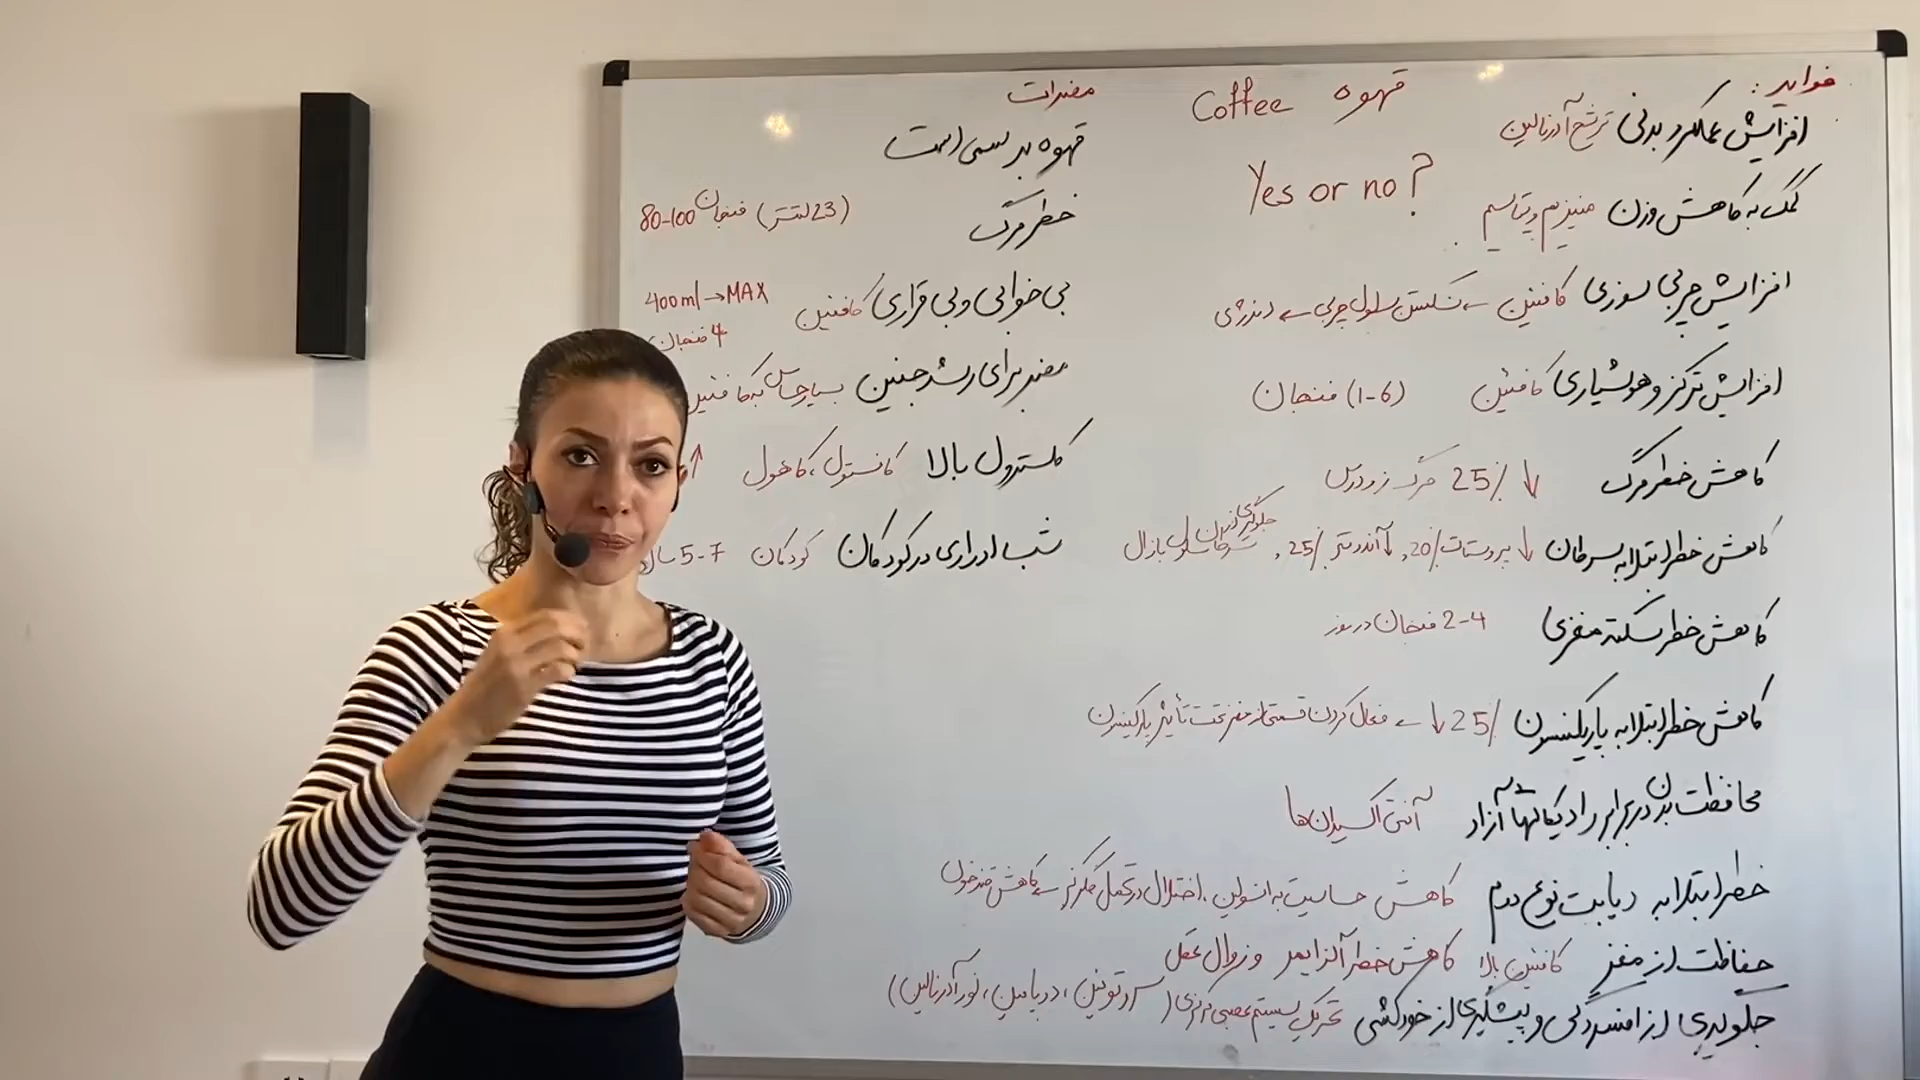 قهوه Coffee
Yes or no?
فواید:
افزایش عملکرد بدنی ترشح آدرنالین
کمک به کاهش وزن منیزیم و پتاسیم
افزایش چربی سوزی کافئین ← شکستن سلول چربی ← انرژی
افزایش تمرکز و هوشیاری کافئین (1-6) فنجان
کاهش خطر مرگ ↓ 25٪ مرگ زودرس
کاهش خطر ابتلا به سرطان ↓ پروستات 20٪، ↓ آندومتر 25٪، جلوگیری از سرطان سلول بازال
کاهش خطر سکته مغزی 2-4 فنجان در روز
کاهش خطر ابتلا به پارکینسون 25٪ ↓ ← فعال کردن قسمتی از مغز تحت تأثیر پارکینسون
محافظت بدن در برابر رادیکالهای آزاد آنتی اکسیدان ها
خطر ابتلا به دیابت نوع دوم کاهش حساسیت به انسولین، اختلال در تحمل گلوکز ← کاهش قند خون
حفاظت از مغز کافئین بالا کاهش خطر آلزایمر و زوال عقل
جلوگیری از افسردگی و پیشگیری از خودکشی تحریک سیستم عصبی مرکزی (سروتونین، دوپامین، نورآدرنالین)
مضرات
قهوه بد سمی است
خطر مرگ 80-100 فنجان (23 لیتر)
بی خوابی و بی قراری کافئین 400ml → MAX
4 فنجان
مضر برای رشد جنین بسیار حساس به کافئین
کلسترول بالا کافستول، کاهول ↑
شب ادراری در کودکان کودکان 5-7 سال